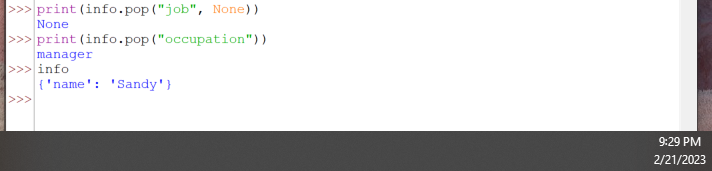 >>> print(info.pop("job", None))
None
>>> print(info.pop("occupation"))
manager
>>> info
{'name': 'Sandy'}
>>>
9:29 PM
2/21/2023